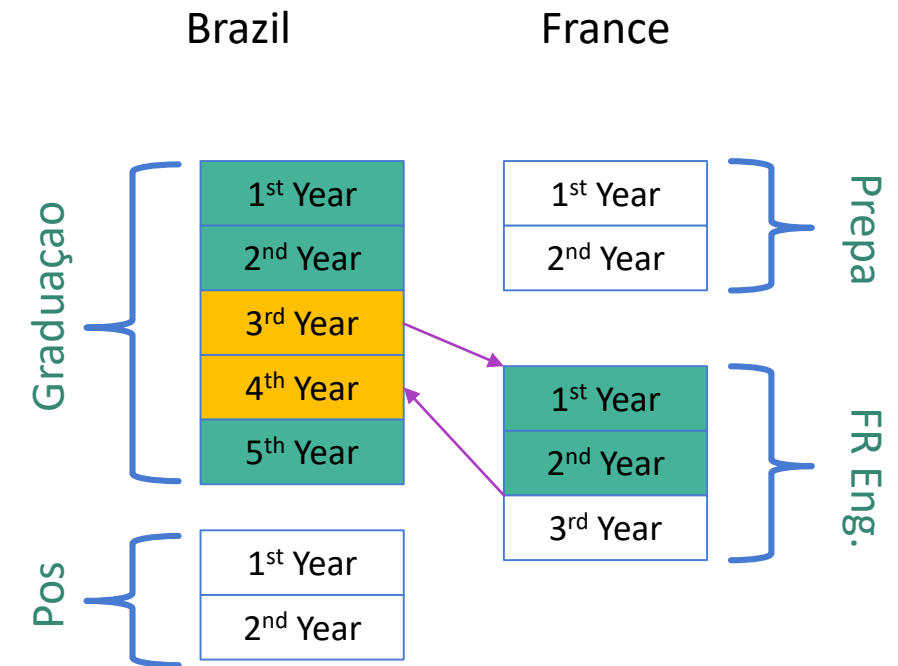 Brazil
France
Graduaçao
1st Year
2nd Year
3rd Year
4th Year
5th Year
Pos
1st Year
2nd Year
1st Year
2nd Year
Prepa
1st Year
2nd Year
3rd Year
FR Eng.